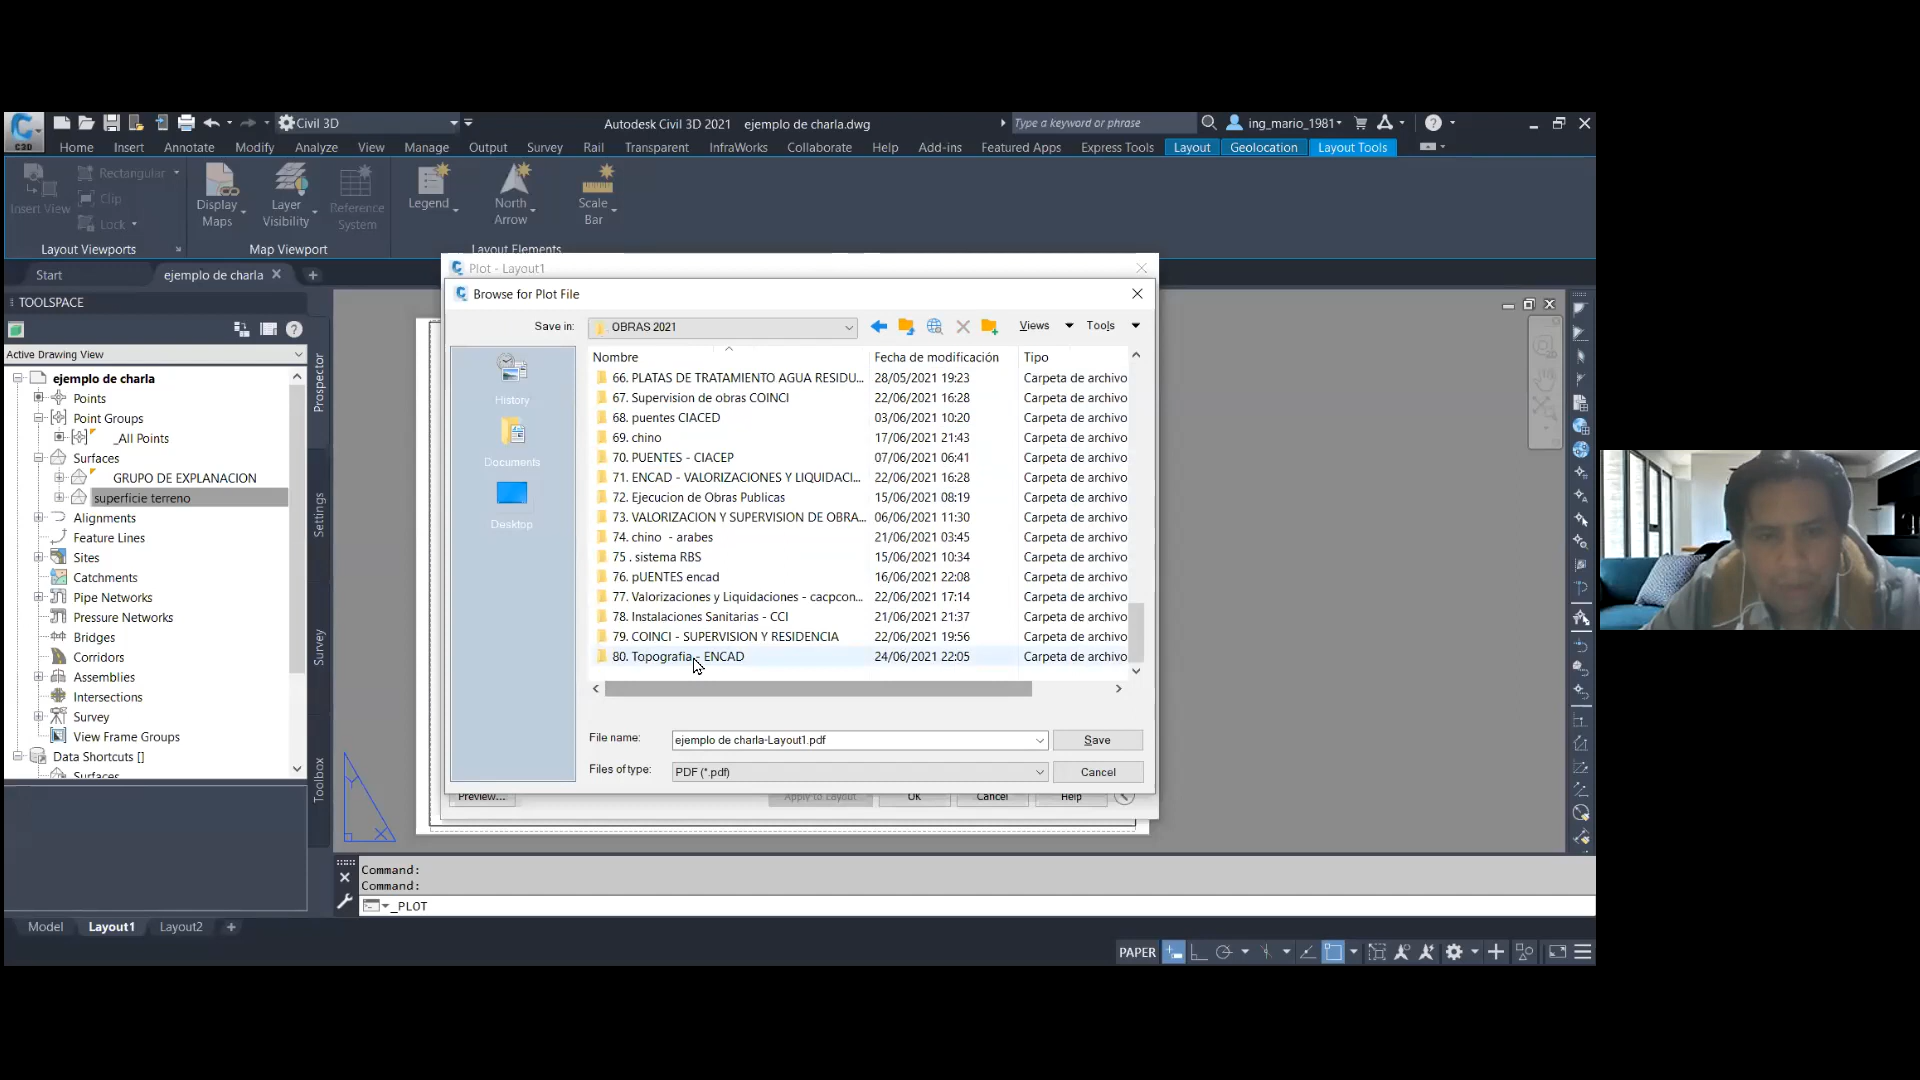 Civil 3D
Autodesk Civil 3D 2021 ejemplo de charla.dwg
Type a keyword or phrase
ing_mario_1981
C3D
Home Insert Annotate Modify Analyze View Manage Output Survey Rail Transparent InfraWorks Collaborate Help Add-ins Featured Apps Express Tools Layout Geolocation Layout Tools
Insert View
Rectangular
Clip
Lock
Display Maps
Layer Visibility
Reference System
Legend
North Arrow
Scale Bar
Layout Viewports
Map Viewport
Layout Elements
Start
ejemplo de charla
TOOLSPACE
Active Drawing View
ejemplo de charla
Points
Point Groups
_All Points
Surfaces
GRUPO DE EXPLANACION
superficie terreno
Alignments
Feature Lines
Sites
Catchments
Pipe Networks
Pressure Networks
Bridges
Corridors
Assemblies
Intersections
Survey
View Frame Groups
Data Shortcuts []
Surfaces
Prospector
Settings
Survey
Toolbox
Plot - Layout1
Browse for Plot File
Save in: OBRAS 2021
Views
Tools
History
Documents
Desktop
Nombre Fecha de modificación Tipo
66. PLATAS DE TRATAMIENTO AGUA RESIDU... 28/05/2021 19:23 Carpeta de archivo
67. Supervision de obras COINCI 22/06/2021 16:28 Carpeta de archivo
68. puentes CIACED 03/06/2021 10:20 Carpeta de archivo
69. chino 17/06/2021 21:43 Carpeta de archivo
70. PUENTES - CIACEP 07/06/2021 06:41 Carpeta de archivo
71. ENCAD - VALORIZACIONES Y LIQUIDACI... 22/06/2021 16:28 Carpeta de archivo
72. Ejecucion de Obras Publicas 15/06/2021 08:19 Carpeta de archivo
73. VALORIZACION Y SUPERVISION DE OBRA... 06/06/2021 11:30 Carpeta de archivo
74. chino - arabes 21/06/2021 03:45 Carpeta de archivo
75 . sistema RBS 15/06/2021 10:34 Carpeta de archivo
76. pUENTES encad 16/06/2021 22:08 Carpeta de archivo
77. Valorizaciones y Liquidaciones - cacpcon... 22/06/2021 17:14 Carpeta de archivo
78. Instalaciones Sanitarias - CCI 21/06/2021 21:37 Carpeta de archivo
79. COINCI - SUPERVISION Y RESIDENCIA 22/06/2021 19:56 Carpeta de archivo
80. Topografia - ENCAD 24/06/2021 22:05 Carpeta de archivo
File name: ejemplo de charla-Layout1.pdf
Save
Files of type: PDF (*.pdf)
Cancel
Preview...
Apply to Layout
OK
Cancel
Help
Command:
Command:
_PLOT
Model Layout1 Layout2
PAPER